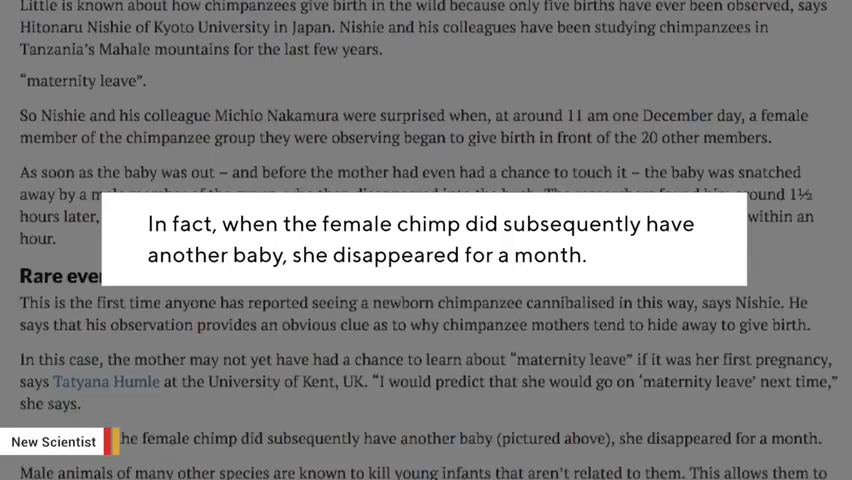 Little is known about how chimpanzees give birth in the wild because only five births have ever been observed, says
Hitonaru Nishie of Kyoto University in Japan. Nishie and his colleagues have been studying chimpanzees in
Tanzania's Mahale mountains for the last few years.
“maternity leave”.
So Nishie and his colleague Michio Nakamura were surprised when, at around 11 am one December day, a female
member of the chimpanzee group they were observing began to give birth in front of the 20 other members.
As soon as the baby was out – and before the mother had even had a chance to touch it – the baby was snatched
away by a
hours later, within an
hour.
In fact, when the female chimp did subsequently have
another baby, she disappeared for a month.
Rare
This is the first time anyone has reported seeing a newborn chimpanzee cannibalised in this way, says Nishie. He
says that his observation provides an obvious clue as to why chimpanzee mothers tend to hide away to give birth.
In this case, the mother may not yet have had a chance to learn about “maternity leave” if it was her first pregnancy,
says Tatyana Humle at the University of Kent, UK. “I would predict that she would go on ‘maternity leave’ next time,”
she says.
New Scientist
the female chimp did subsequently have another baby (pictured above), she disappeared for a month.
Male animals of many other species are known to kill young infants that aren't related to them. This allows them to